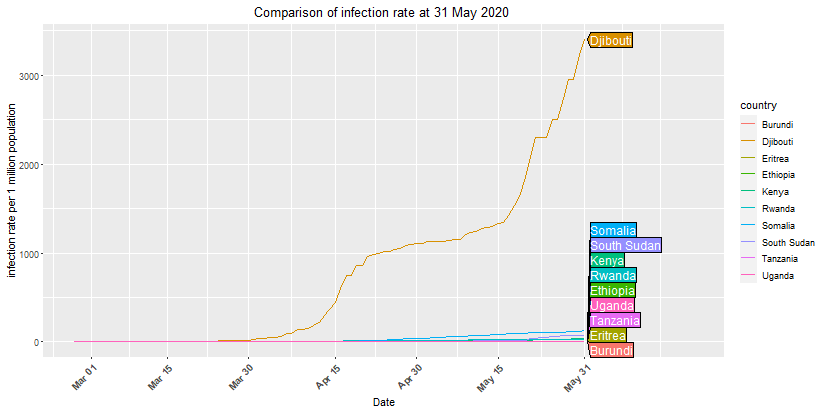 Comparison of infection rate at 31 May 2020
infection rate per 1 million population
3000
2000
1000
0
Djibouti
Somalia
South Sudan
Kenya
Rwanda
Ethiopia
Uganda
Tanzania
Eritrea
Burundi
Mar 01
Mar 15
Mar 30
Apr 15
Apr 30
May 15
May 31
Date
country
Burundi
Djibouti
Eritrea
Ethiopia
Kenya
Rwanda
Somalia
South Sudan
Tanzania
Uganda